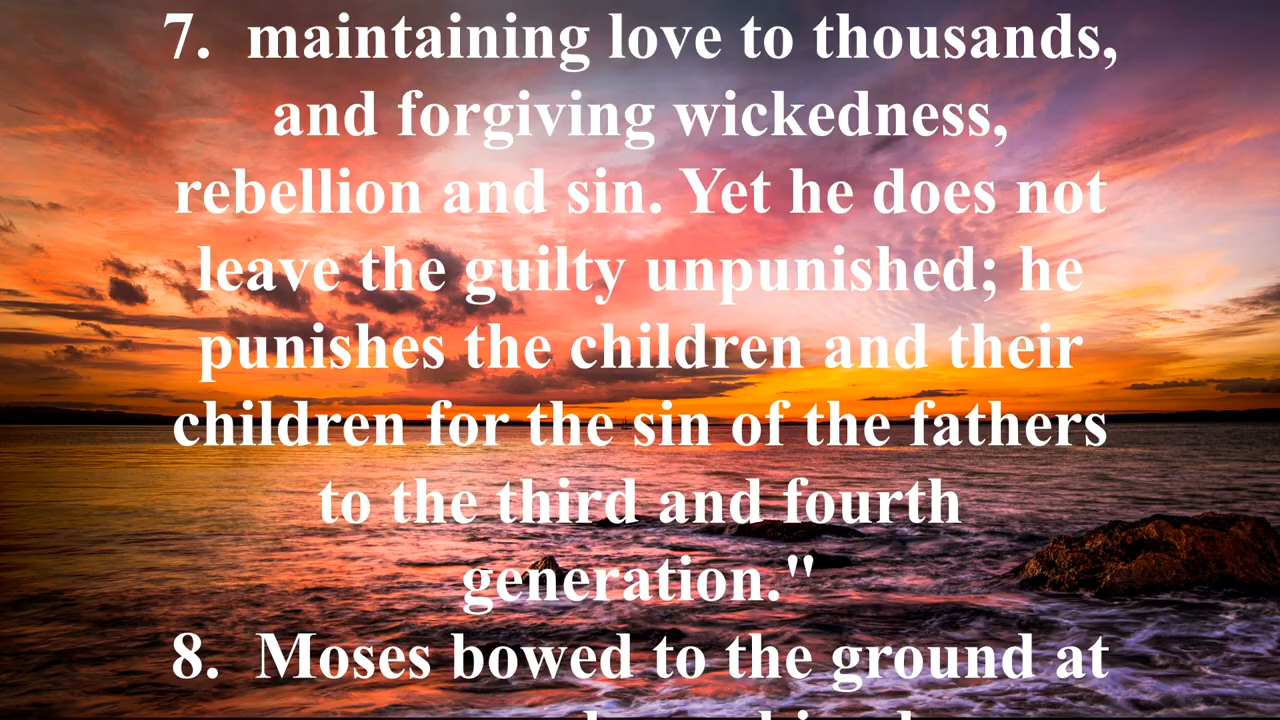 7.  maintaining love to thousands,
and forgiving wickedness,
rebellion and sin. Yet he does not
leave the guilty unpunished; he
punishes the children and their
children for the sin of the fathers
to the third and fourth
generation."
8.  Moses bowed to the ground at